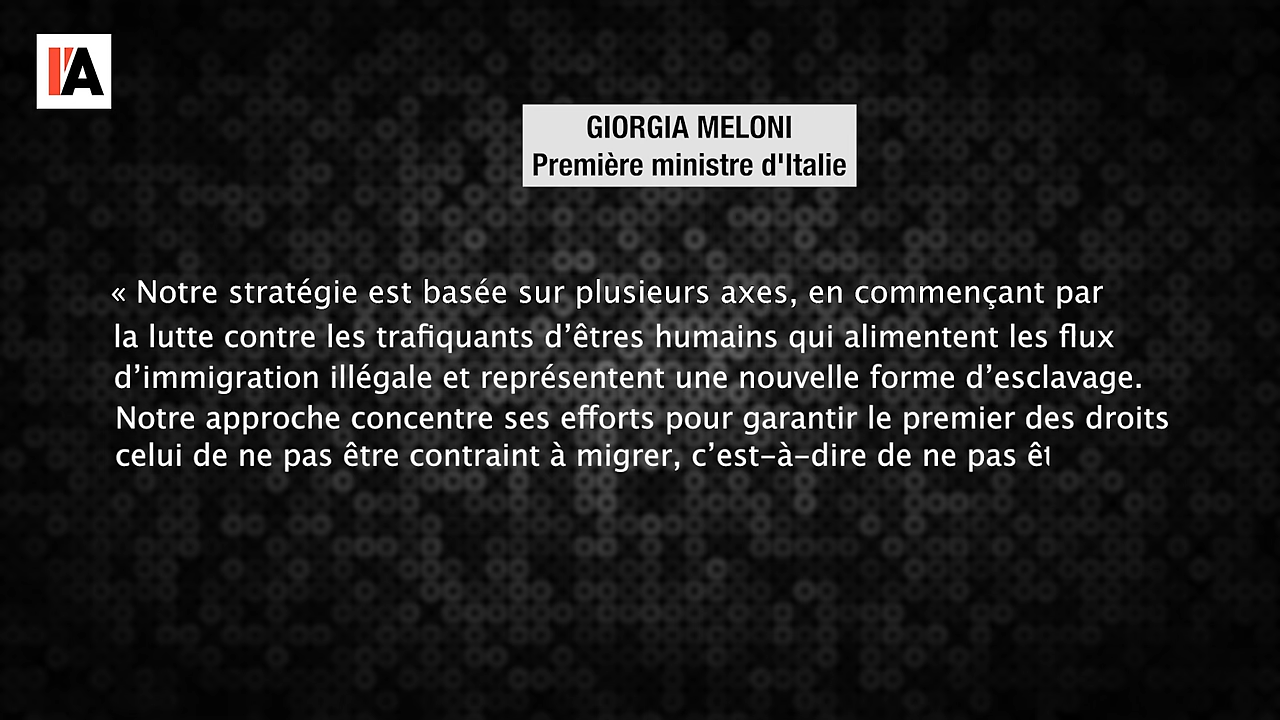 I'A
GIORGIA MELONI
Première ministre d'Italie
« Notre stratégie est basée sur plusieurs axes, en commençant par
la lutte contre les trafiquants d’êtres humains qui alimentent les flux
d’immigration illégale et représentent une nouvelle forme d’esclavage.
Notre approche concentre ses efforts pour garantir le premier des droits
celui de ne pas être contraint à migrer, c’est–à–dire de ne pas